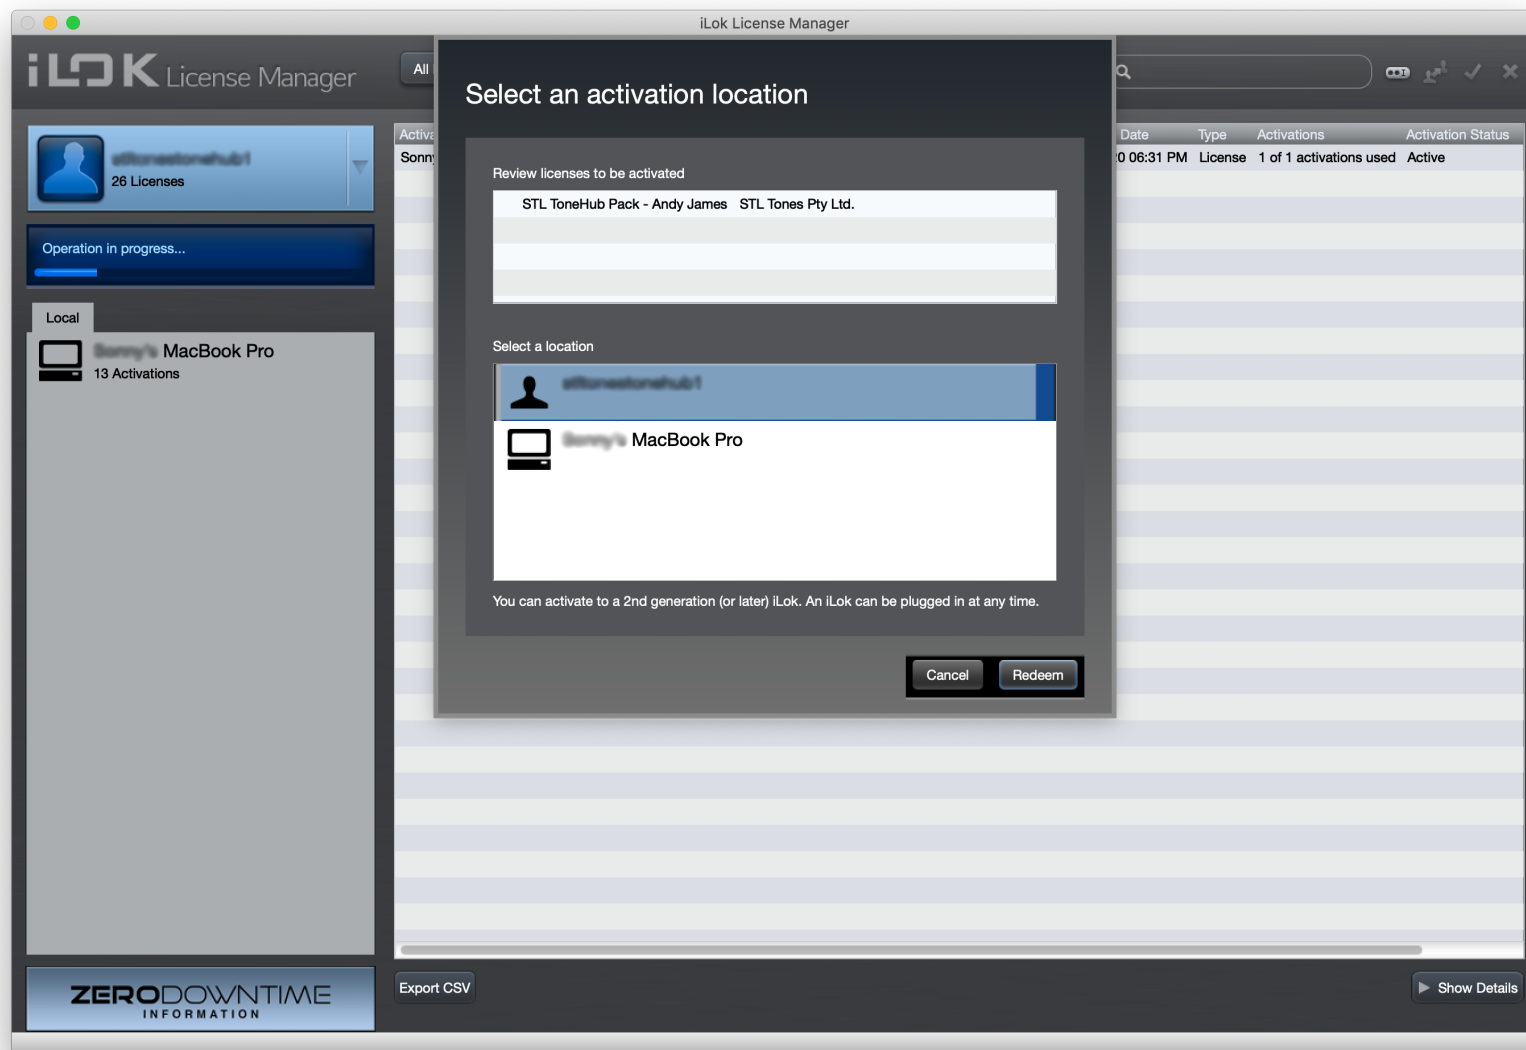 iLok License Manager
iLOK License Manager
All
26 Licenses
Operation in progress...
Local
MacBook Pro
13 Activations
Date Type Activations Activation Status
06:31 PM License 1 of 1 activations used Active
Select an activation location
Review licenses to be activated
STL ToneHub Pack - Andy James STL Tones Pty Ltd.
Select a location
MacBook Pro
You can activate to a 2nd generation (or later) iLok. An iLok can be plugged in at any time.
Cancel Redeem
ZERODOWNTIME
INFORMATION
Export CSV
Show Details